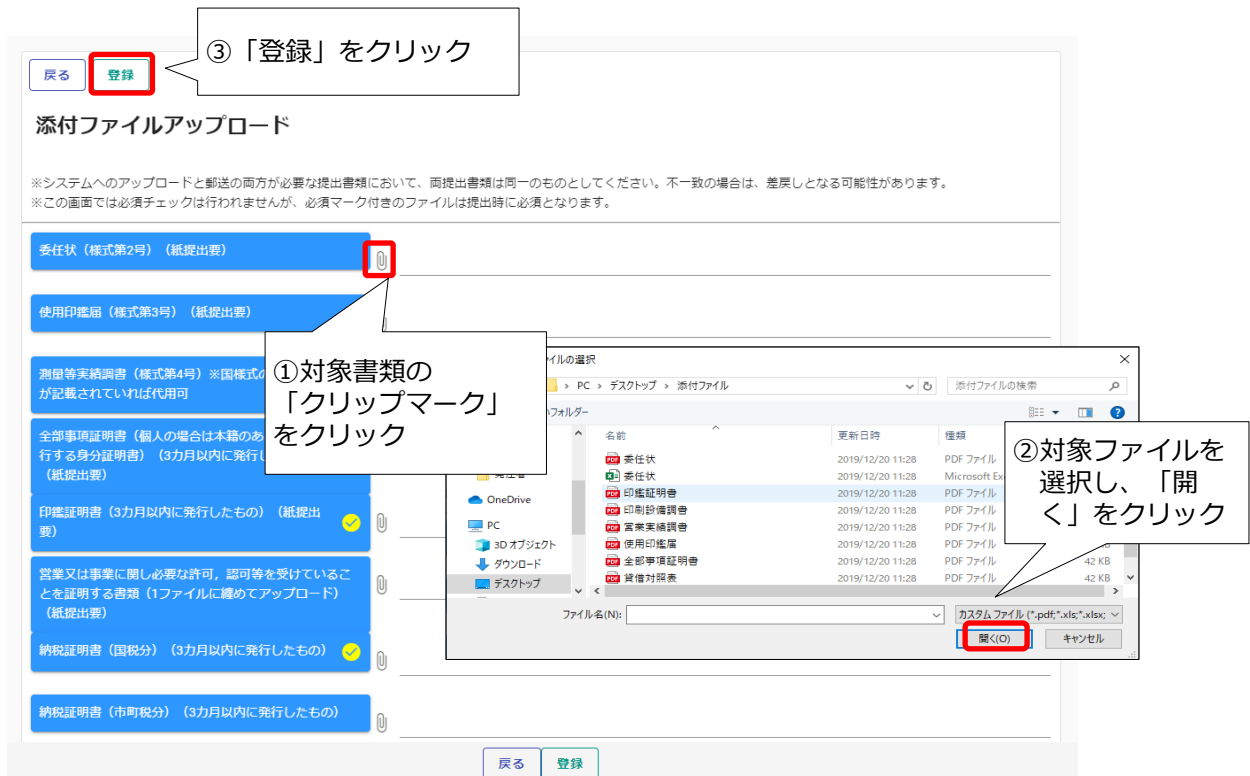 ③「登録」をクリック
戻る
登録
添付ファイルアップロード
※システムへのアップロードと郵送の両方が必要な提出書類において、両提出書類は同一のものとしてください。不一致の場合は、差戻しとなる可能性があります。
※この画面では必須チェックは行われませんが、必須マーク付きのファイルは提出時に必須となります。
委任状（様式第2号）（紙提出要）
使用印鑑届（様式第3号）（紙提出要）
測量等実績調書（様式第4号）※国様式の
が記載されていれば代用可
全部事項証明書（個人の場合は本籍のあ
行する身分証明書）（3カ月以内に発行し
（紙提出要）
印鑑証明書（3カ月以内に発行したもの）（紙提出
要）
営業又は事業に関し必要な許可，認可等を受けているこ
とを証明する書類（1ファイルに纏めてアップロード）
（紙提出要）
納税証明書（国税分）（3カ月以内に発行したもの）
納税証明書（市町税分）（3カ月以内に発行したもの）
①対象書類の
「クリップマーク」
をクリック
イルの選択
› PC › デスクトップ › 添付ファイル
添付ファイルの検索
フォルダー
名前 更新日時 種類
委任状 2019/12/20 11:28 PDF ファイル
委任状 2019/12/20 11:28 Microsoft Ex
印鑑証明書 2019/12/20 11:28 PDF ファイル
印刷設備調書 2019/12/20 11:28 PDF ファイル
営業実績調書 2019/12/20 11:28 PDF ファイル
使用印鑑届 2019/12/20 11:28 PDF ファイル
全部事項証明書 2019/12/20 11:28 PDF ファイル 42 KB
貸借対照表 2019/12/20 11:28 PDF ファイル 42 KB
OneDrive
PC
3D オブジェクト
ダウンロード
デスクトップ
ファイル名(N):
カスタム ファイル (*.pdf;*.xls;*.xlsx;
開く(O)
キャンセル
②対象ファイルを
選択し、「開
く」をクリック
戻る
登録